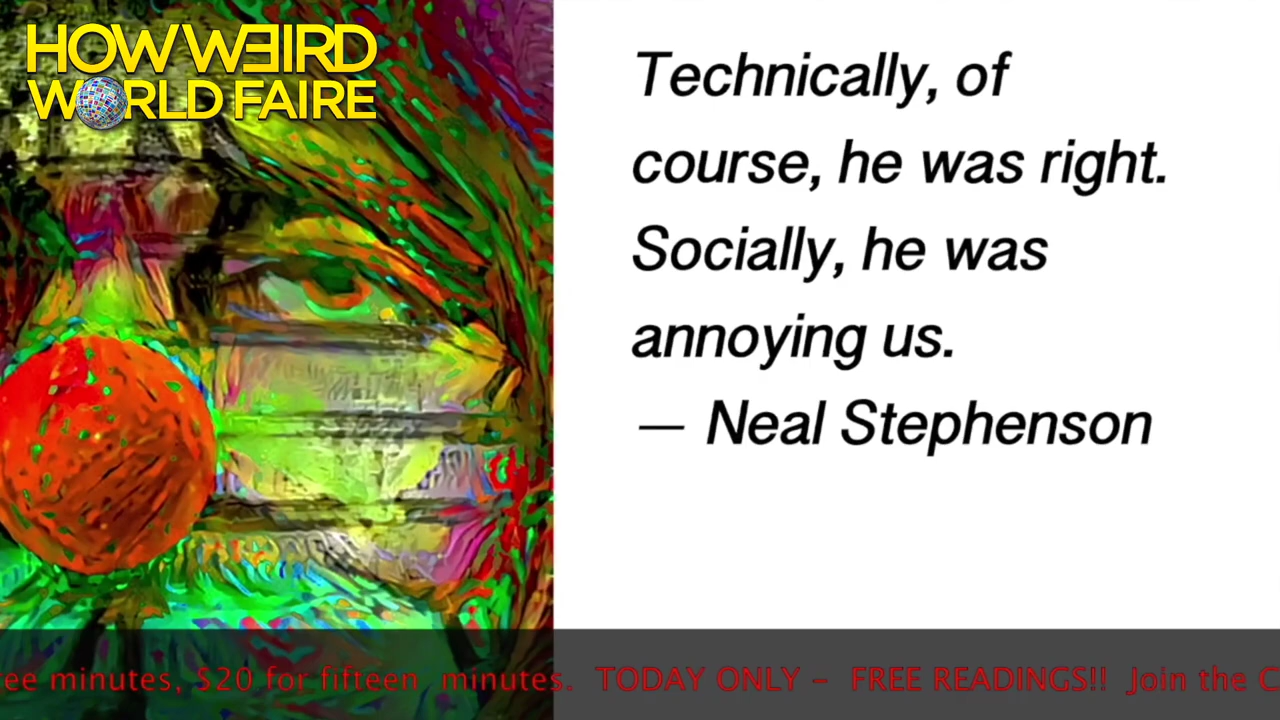 HOW WEIRD
WORLD FAIRE
Technically, of
course, he was right.
Socially, he was
annoying us.
— Neal Stephenson
minutes, $20 for fifteen minutes. TODAY ONLY - FREE READINGS!! Join the